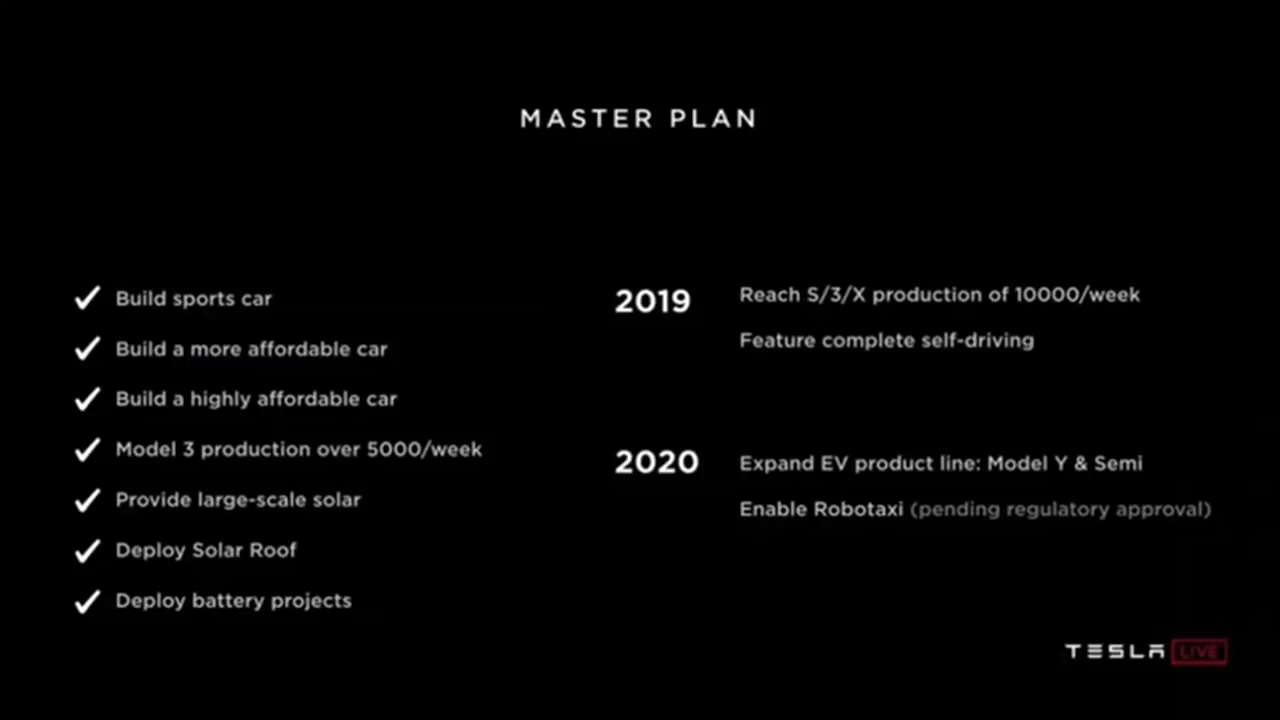 MASTER PLAN
Build sports car
Build a more affordable car
Build a highly affordable car
Model 3 production over 5000/week
Provide large-scale solar
Deploy Solar Roof
Deploy battery projects
2019
Reach S/3/X production of 10000/week
Feature complete self-driving
2020
Expand EV product line: Model Y & Semi
Enable Robotaxi (pending regulatory approval)
TESLA LIVE